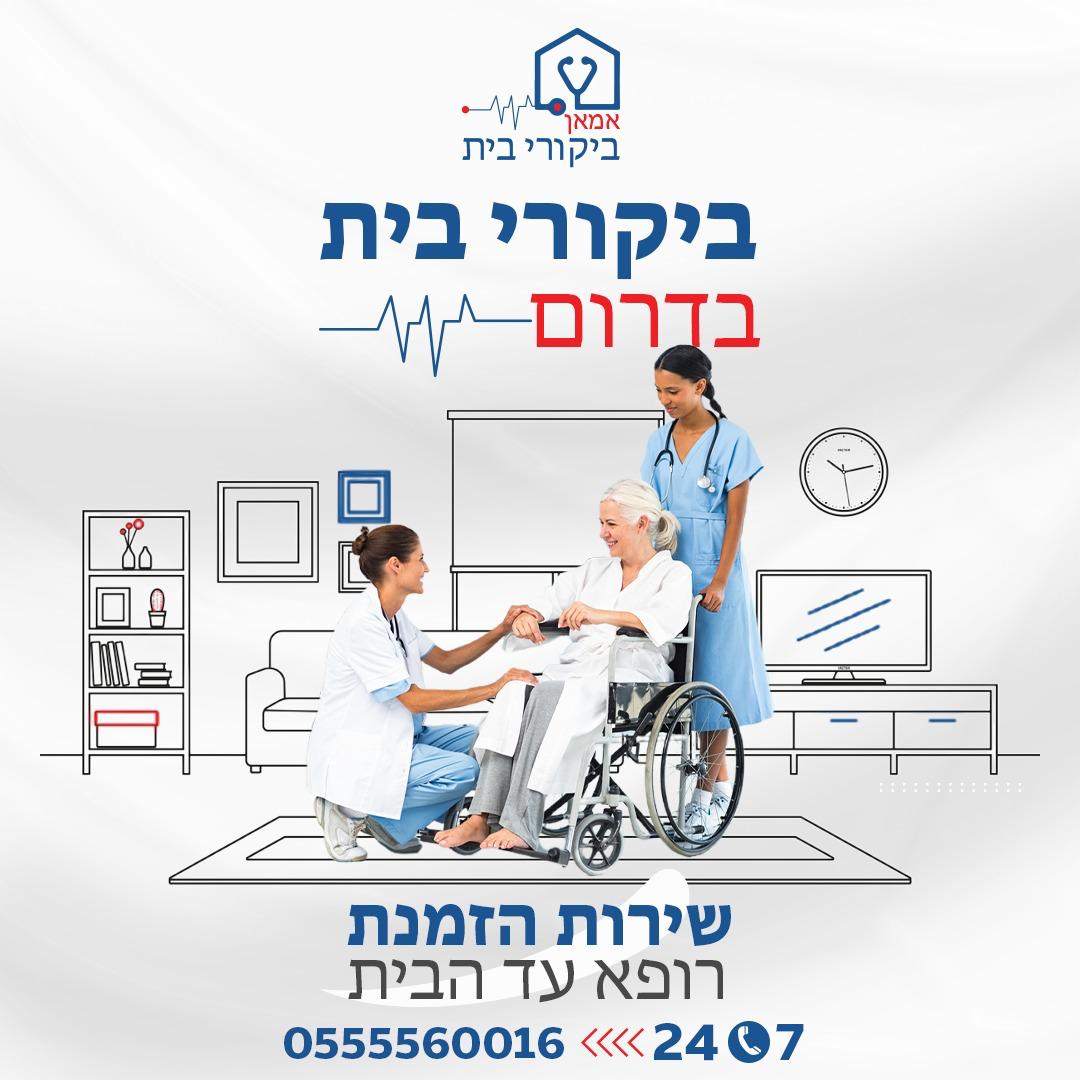 אמאן
ביקורי בית
ביקורי בית
בדרום
שירות הזמנת
רופא עד הבית
0555560016 >>>> 24 7